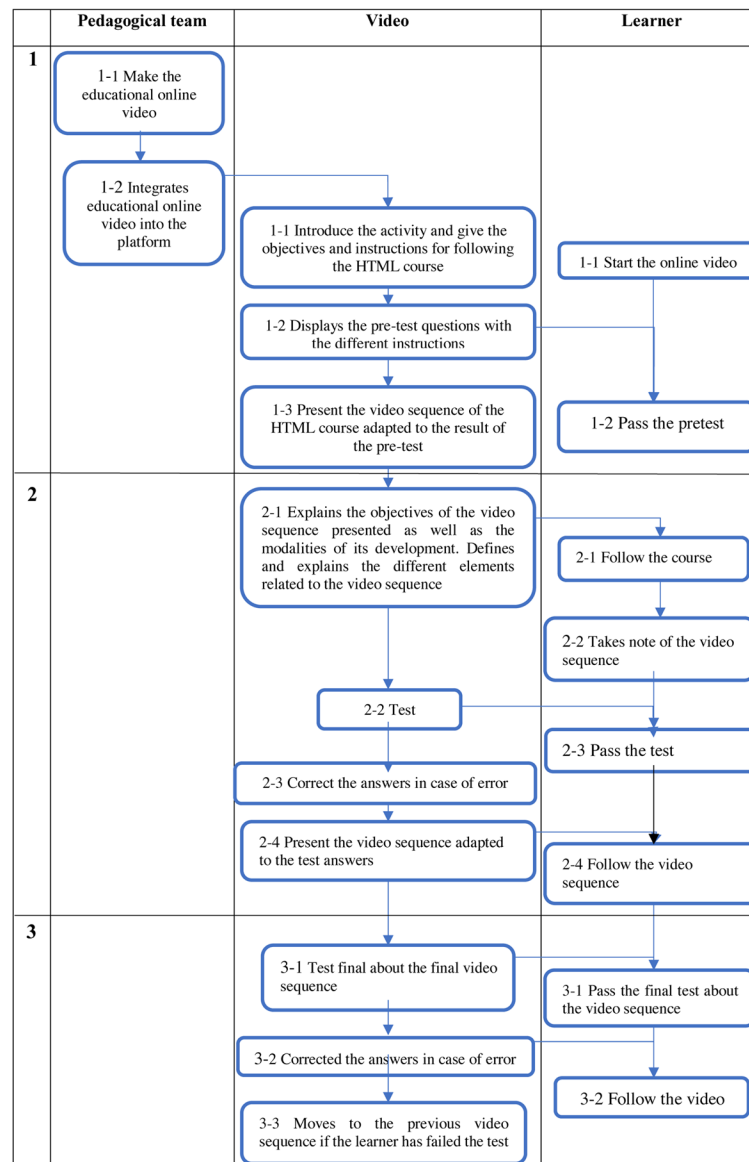 Pedagogical team
Video
Learner
1
1-1 Make the
educational online
video
1-2 Integrates
educational online
video into the
platform
1-1 Introduce the activity and give the
objectives and instructions for following
the HTML course
1-1 Start the online video
1-2 Displays the pre-test questions with
the different instructions
1-3 Present the video sequence of the
HTML course adapted to the result of
the pre-test
1-2 Pass the pretest
2
2-1 Explains the objectives of the video
sequence presented as well as the
modalities of its development. Defines
and explains the different elements
related to the video sequence
2-1 Follow the course
2-2 Takes note of the video
sequence
2-2 Test
2-3 Pass the test
2-3 Correct the answers in case of error
2-4 Present the video sequence adapted
to the test answers
2-4 Follow the video
sequence
3
3-1 Test final about the final video
sequence
3-1 Pass the final test about
the video sequence
3-2 Corrected the answers in case of error
3-2 Follow the video
3-3 Moves to the previous video
sequence if the learner has failed the test